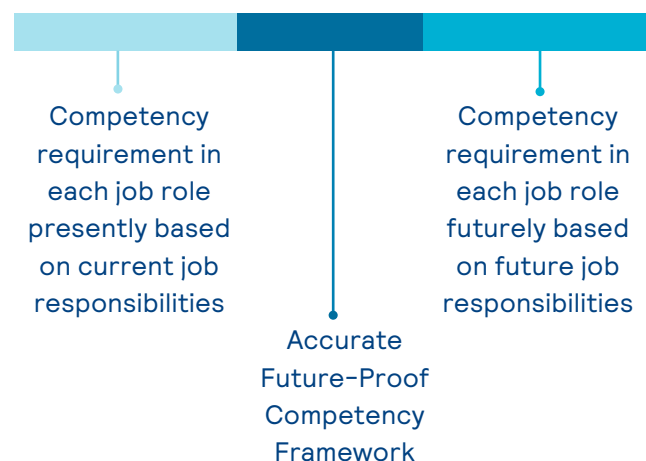 Competency
requirement in
each job role
presently based
on current job
responsibilities
Accurate
Future-Proof
Competency
Framework
Competency
requirement in
each job role
futurely based
on future job
responsibilities